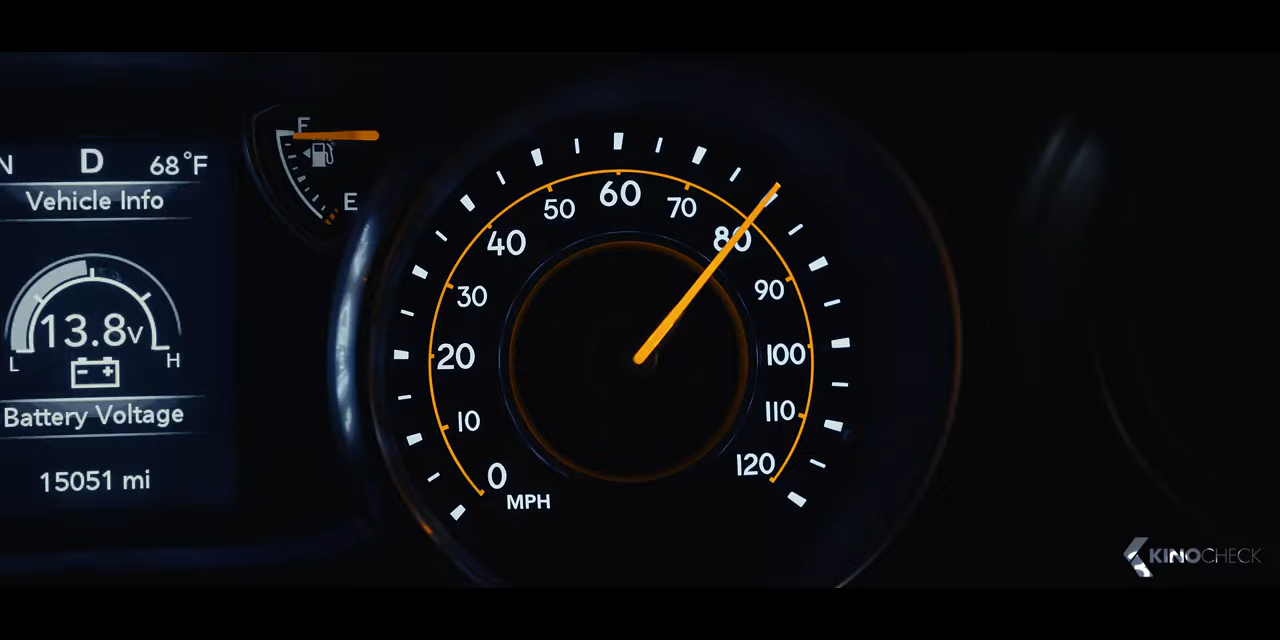 N D 68°F
Vehicle Info
13.8v
L H
- +
Battery Voltage
15051 mi
F
E
0
10
20
30
40
50
60
70
80
90
100
110
120
MPH
KINOCHECK